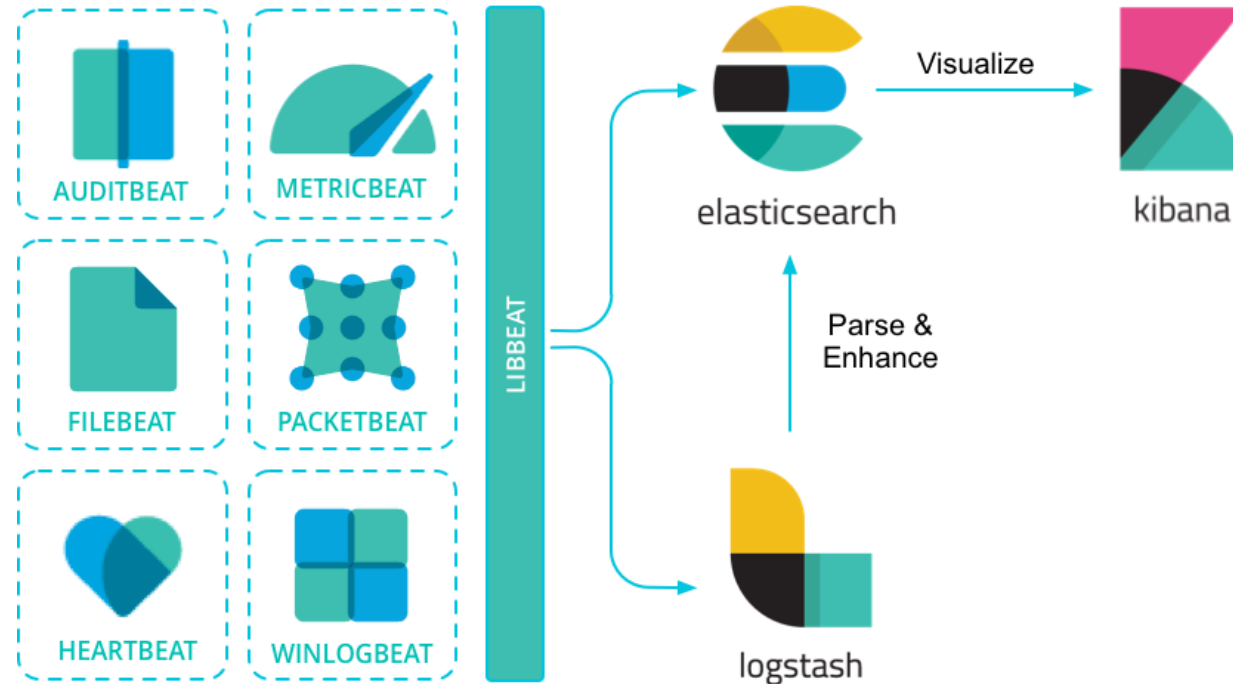 AUDITBEAT
METRICBEAT
FILEBEAT
PACKETBEAT
HEARTBEAT
WINLOGBEAT
LIBBEAT
elasticsearch
Visualize
kibana
Parse &
Enhance
logstash